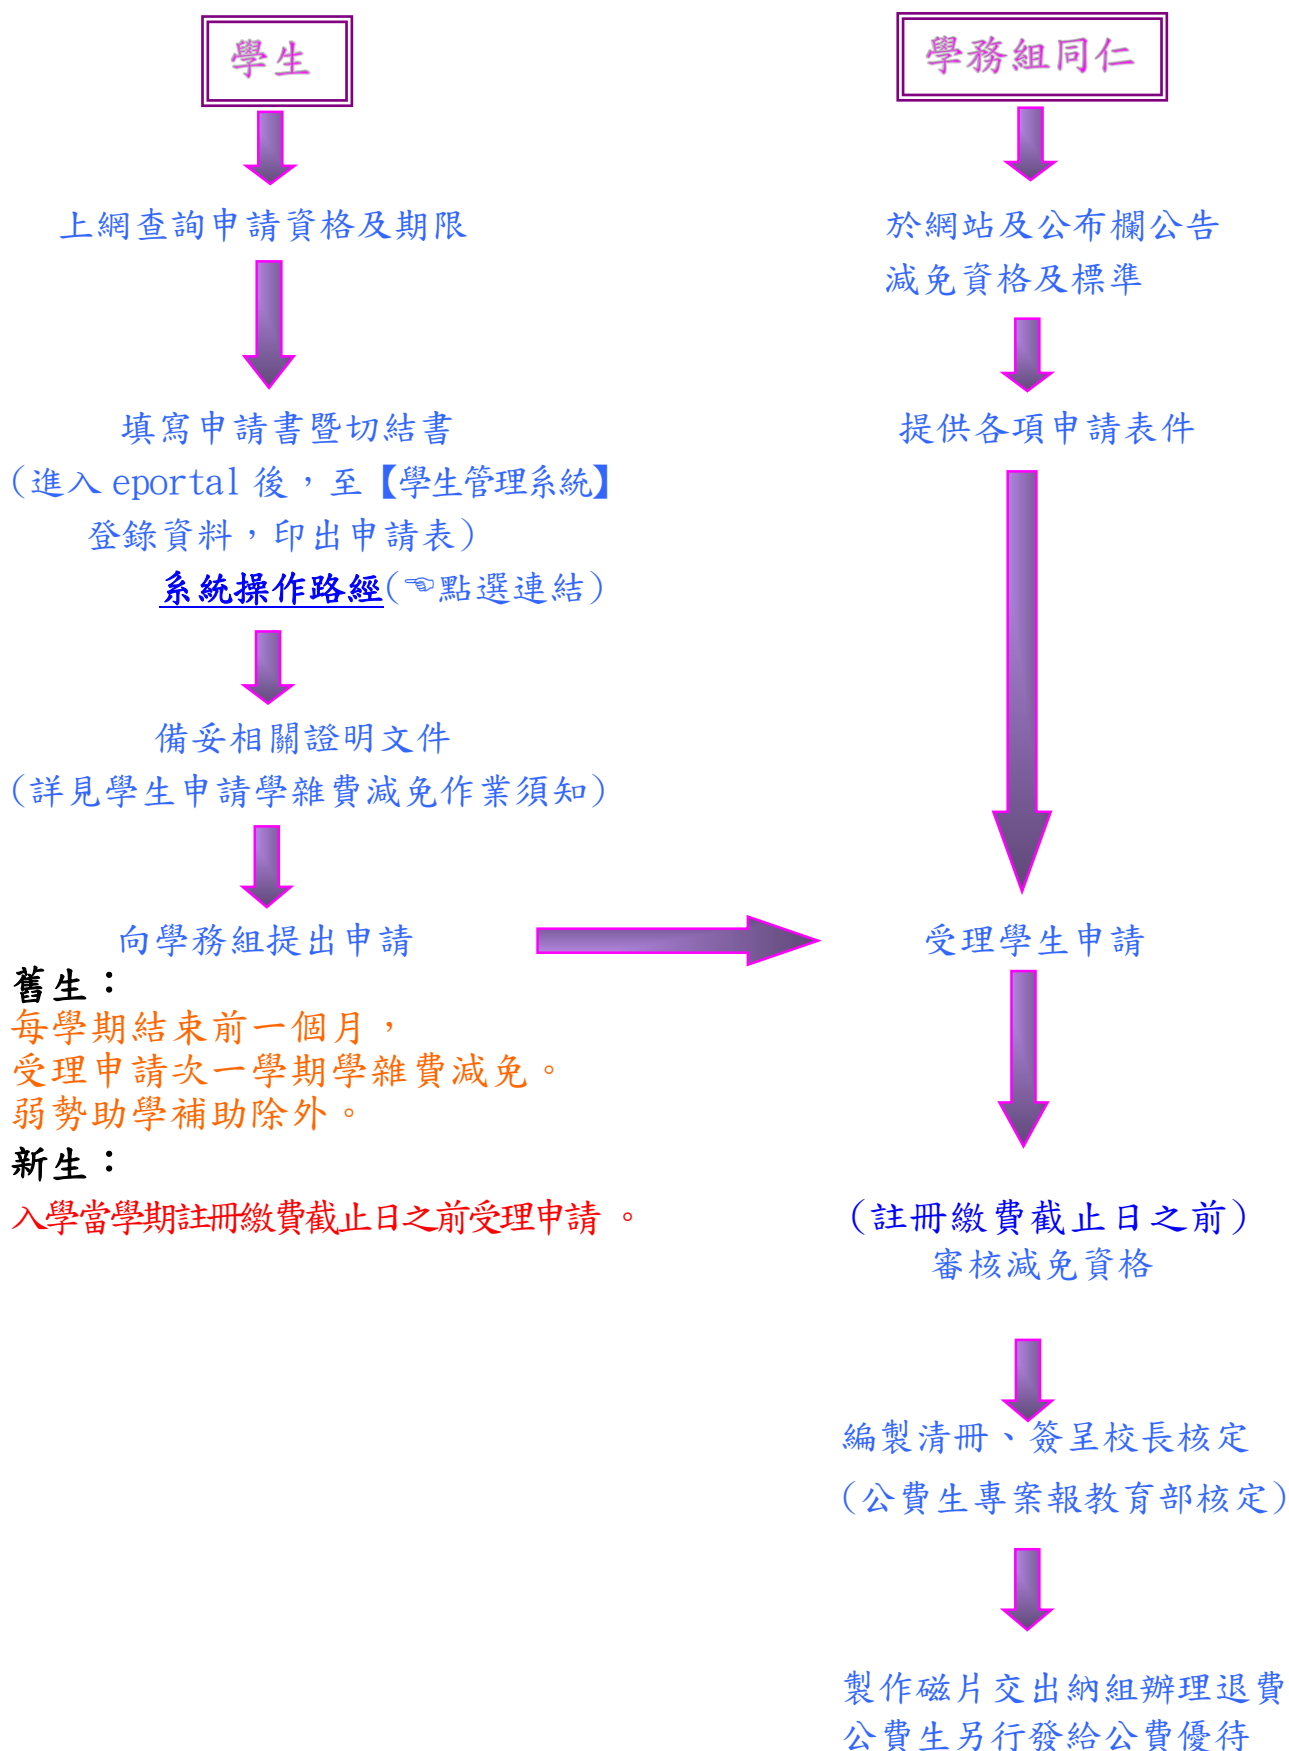 學生
上網查詢申請資格及期限
填寫申請書暨切結書
(進入 eportal 後，至【學生管理系統】
登錄資料，印出申請表)
系統操作路經(☜點選連結)
備妥相關證明文件
(詳見學生申請學雜費減免作業須知)
向學務組提出申請
舊生：
每學期結束前一個月，
受理申請次一學期學雜費減免。
弱勢助學補助除外。
新生：
入學當學期註冊繳費截止日之前受理申請 。
學務組同仁
於網站及公布欄公告
減免資格及標準
提供各項申請表件
受理學生申請
(註冊繳費截止日之前)
審核減免資格
編製清冊、簽呈校長核定
(公費生專案報教育部核定)
製作磁片交出納組辦理退費
公費生另行發給公費優待